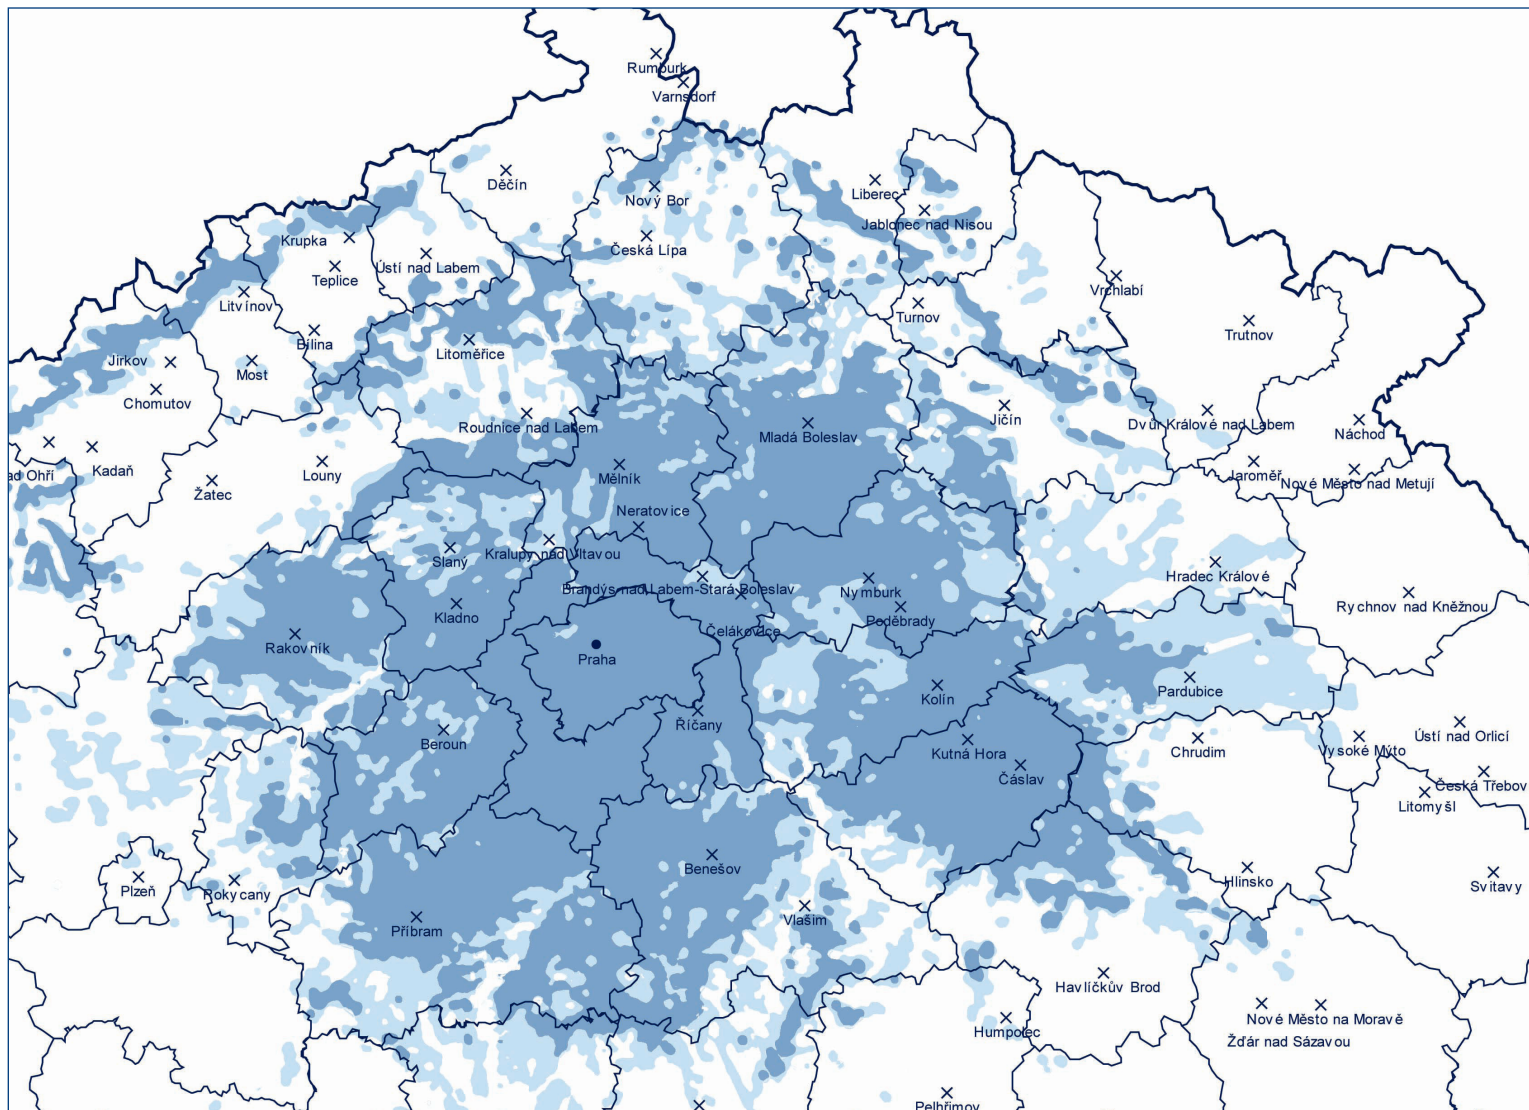 Rumburk
Varnsdorf
Děčín
Nový Bor
Liberec
Jablonec nad Nisou
Krupka
Česká Lípa
Ústí nad Labem
Teplice
Vrchlabí
Litvínov
Turnov
Trutnov
Bílina
Litoměřice
Jirkov
Most
Chomutov
Roudnice nad Labem
Jičín
Dvůr Králové nad Labem
Náchod
Mladá Boleslav
ad Ohří
Kadaň
Louny
Mělník
Jaroměř
Nové Město nad Metují
Žatec
Neratovice
Kralupy nad Vltavou
Slaný
Hradec Králové
Brandýs nad Labem-Stará Boleslav
Nymburk
Rychnov nad Kněžnou
Kladno
Poděbrady
Čelákovice
Rakovník
Praha
Pardubice
Kolín
Říčany
Beroun
Ústí nad Orlicí
Kutná Hora
Chrudim
Vysoké Mýto
Čáslav
Česká Třebov
Litomyšl
Benešov
Hlinsko
Plzeň
Rokycany
Svitavy
Vlašim
Příbram
Havlíčkův Brod
Nové Město na Moravě
Humpolec
Žďár nad Sázavou
Pelhřimov